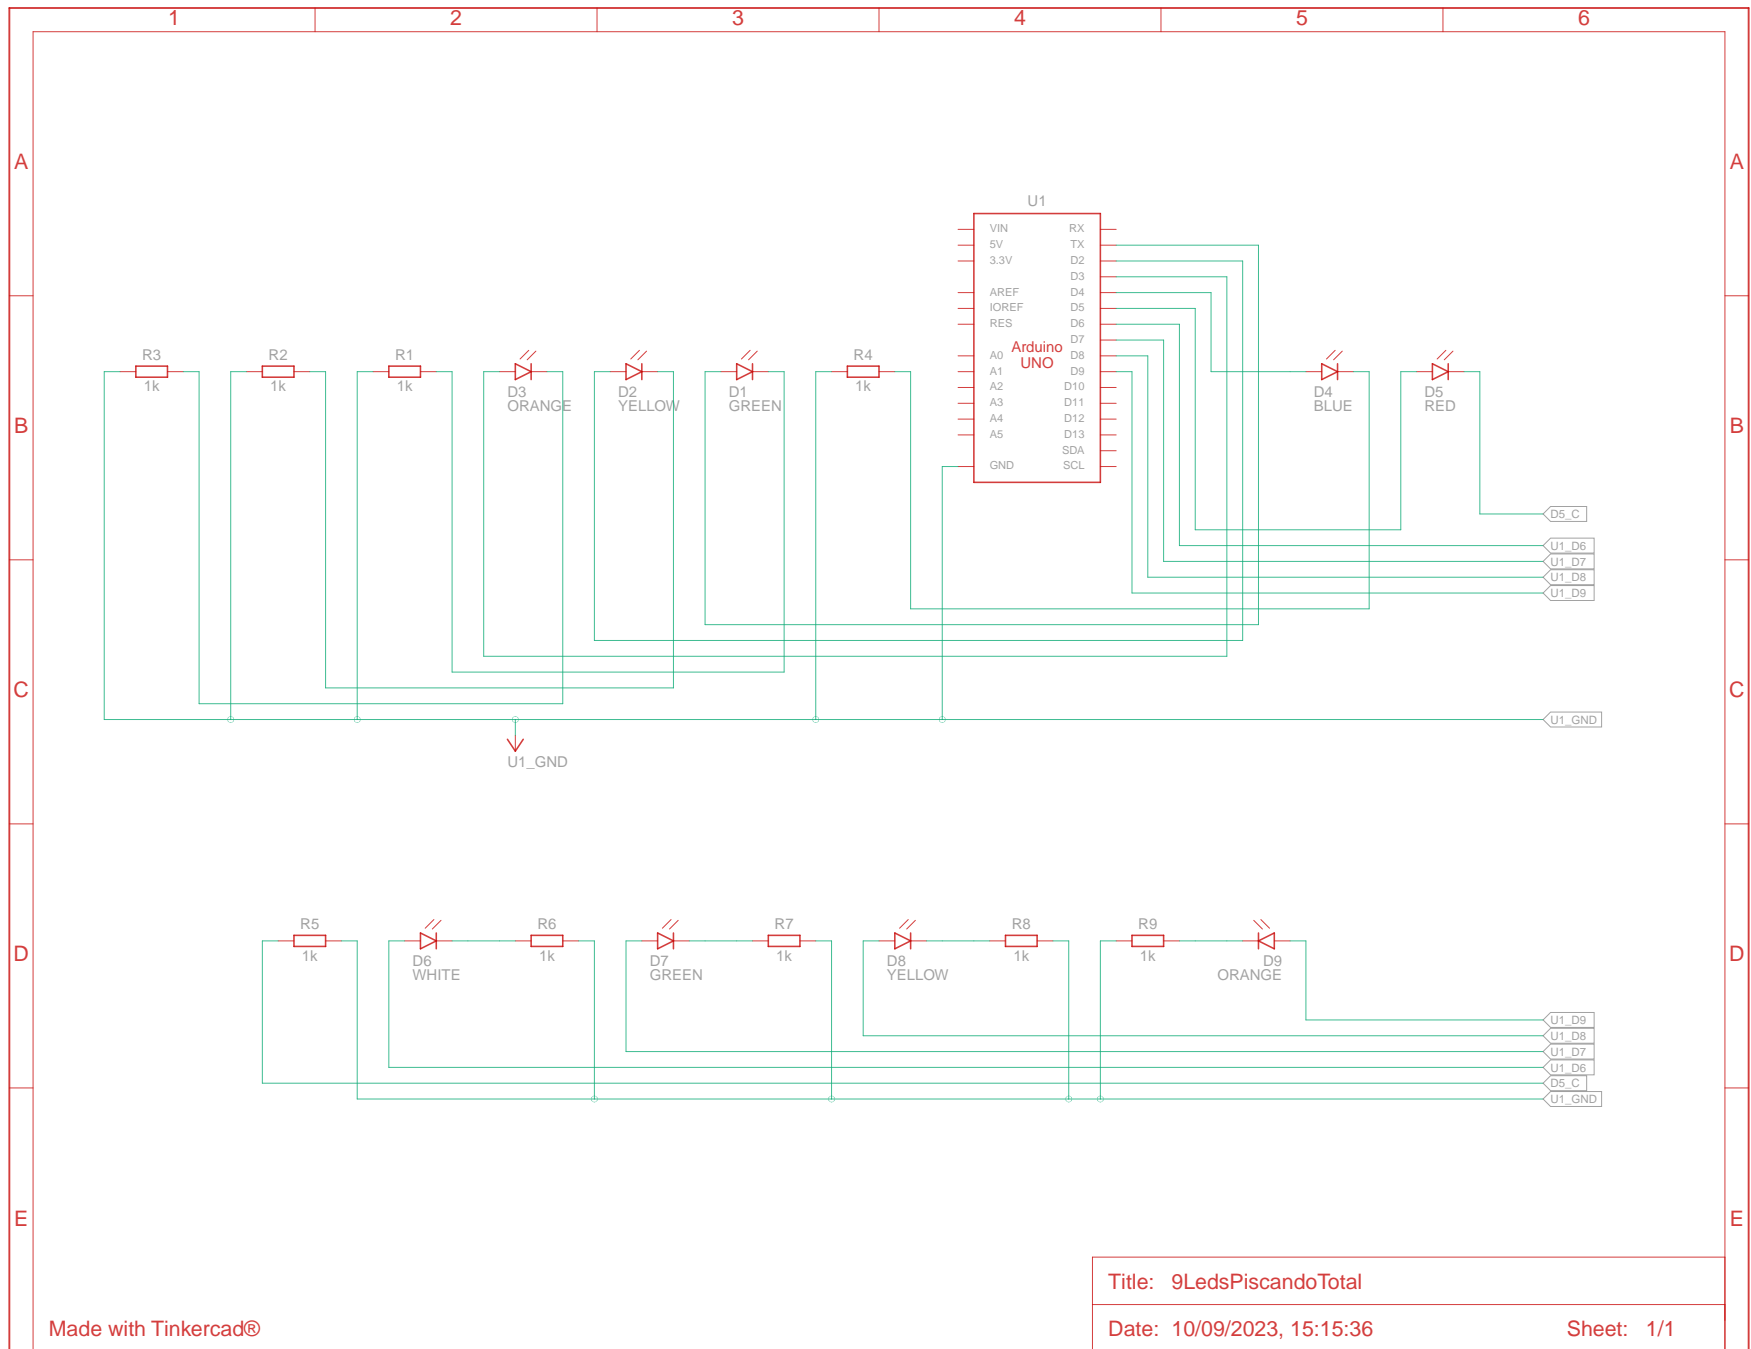 1 2 3 4 5 6
A A
U1
VIN RX
5V TX
3.3V D2
D3
AREF D4
IOREF D5
RES D6
D7
Arduino
UNO
A0 D8
A1 D9
A2 D10
A3 D11
A4 D12
A5 D13
SDA
GND SCL
R3
1k
R2
1k
R1
1k
D3
ORANGE
D2
YELLOW
D1
GREEN
R4
1k
D4
BLUE
D5
RED
B B
D5_C
U1_D6
U1_D7
U1_D8
U1_D9
C C
U1_GND
U1_GND
R5
1k
D6
WHITE
R6
1k
D7
GREEN
R7
1k
D8
YELLOW
R8
1k
R9
1k
D9
ORANGE
D D
U1_D9
U1_D8
U1_D7
U1_D6
D5_C
U1_GND
E E
Title: 9LedsPiscandoTotal
Made with Tinkercad®
Date: 10/09/2023, 15:15:36 Sheet: 1/1